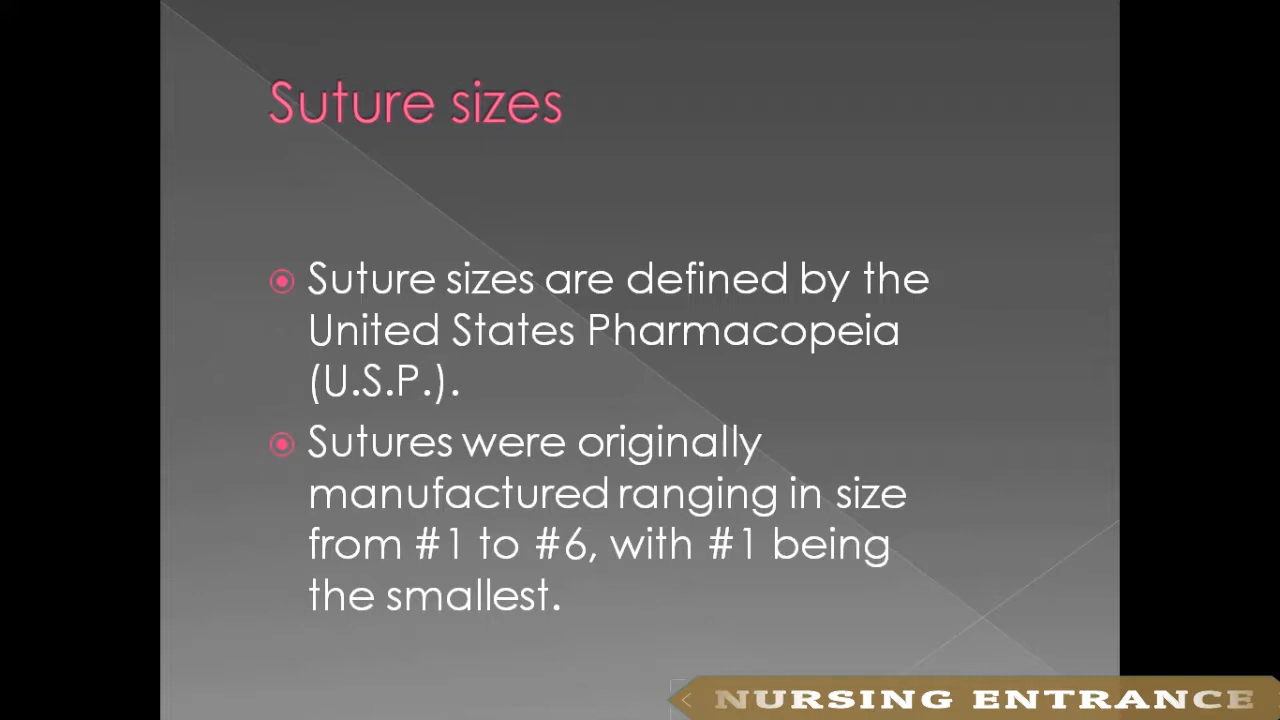 Suture sizes
Suture sizes are defined by the
United States Pharmacopeia
(U.S.P.).
Sutures were originally
manufactured ranging in size
from #1 to #6, with #1 being
the smallest.
NURSING ENTRANCE